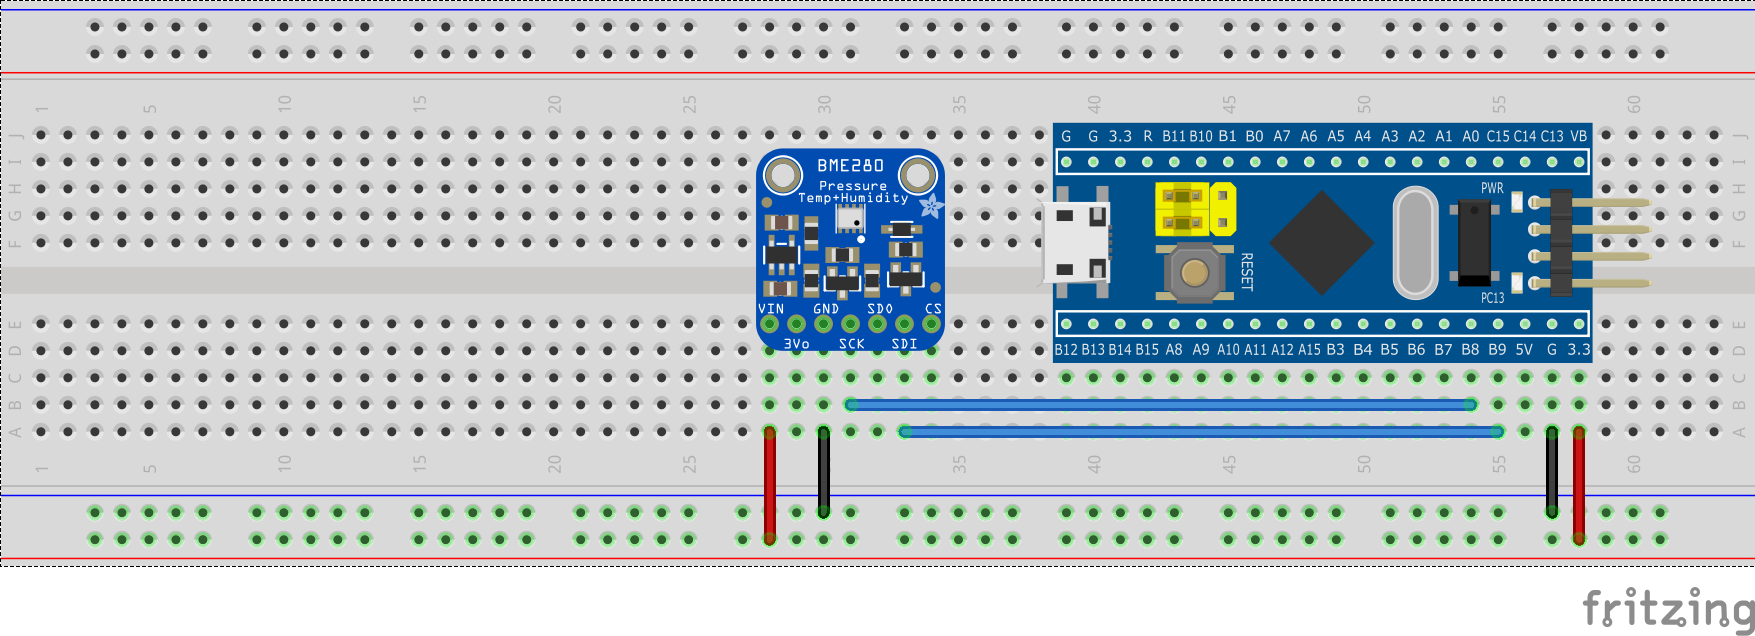 1 5 10 15 20 25 30 35 40 45 50 55 60
J J
I I
H H
G G
F F
E E
D D
C C
B B
A A
BME280
Pressure
Temp+Humidity
VIN GND SDO CS
3Vo SCK SDI
G G 3.3 R B11 B10 B1 B0 A7 A6 A5 A4 A3 A2 A1 A0 C15 C14 C13 VB
PWR
RESET
PC13
B12 B13 B14 B15 A8 A9 A10 A11 A12 A15 B3 B4 B5 B6 B7 B8 B9 5V G 3.3
1 5 10 15 20 25 30 35 40 45 50 55 60
fritzing